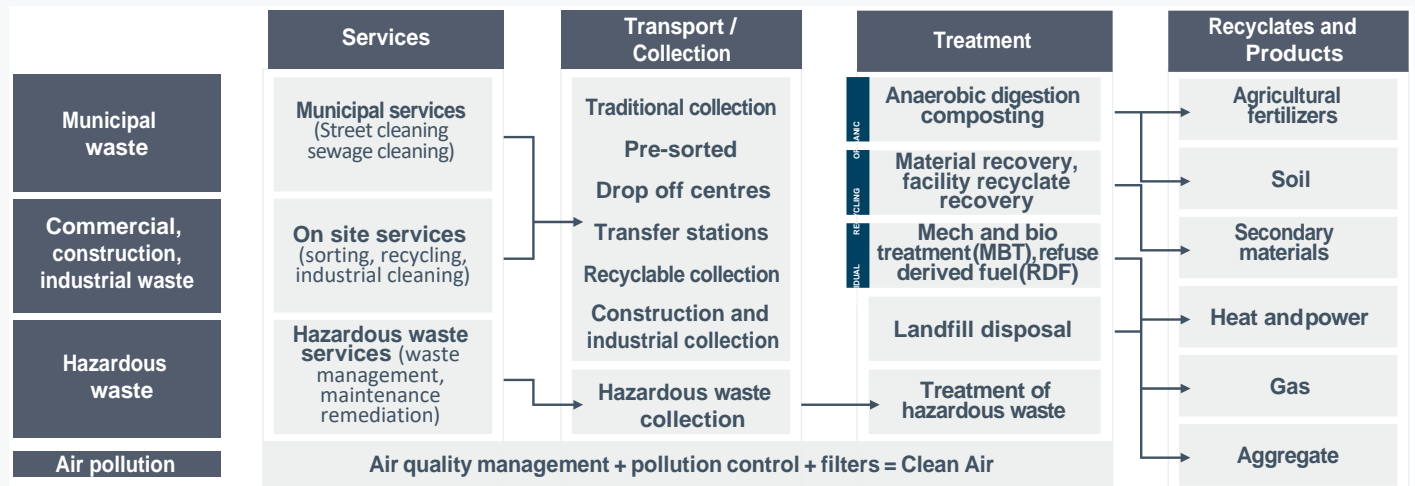 Services
Transport /
Collection
Treatment
Recyclates and
Products
Municipal
waste
Commercial,
construction,
industrial waste
Hazardous
waste
Air pollution
Municipal services
(Street cleaning
sewage cleaning)
On site services
(sorting, recycling,
industrial cleaning)
Hazardous waste
services (waste
management,
maintenance
remediation)
Traditional collection
Pre-sorted
Drop off centres
Transfer stations
Recyclable collection
Construction and
industrial collection
Hazardous waste
collection
ORGANIC
Anaerobic digestion
composting
RECYCLING
Material recovery,
facility recyclate
recovery
Mech and bio
treatment (MBT), refuse
derived fuel (RDF)
Landfill disposal
Treatment of
hazardous waste
Agricultural
fertilizers
Soil
Secondary
materials
Heat and power
Gas
Aggregate
Air quality management + pollution control + filters = Clean Air